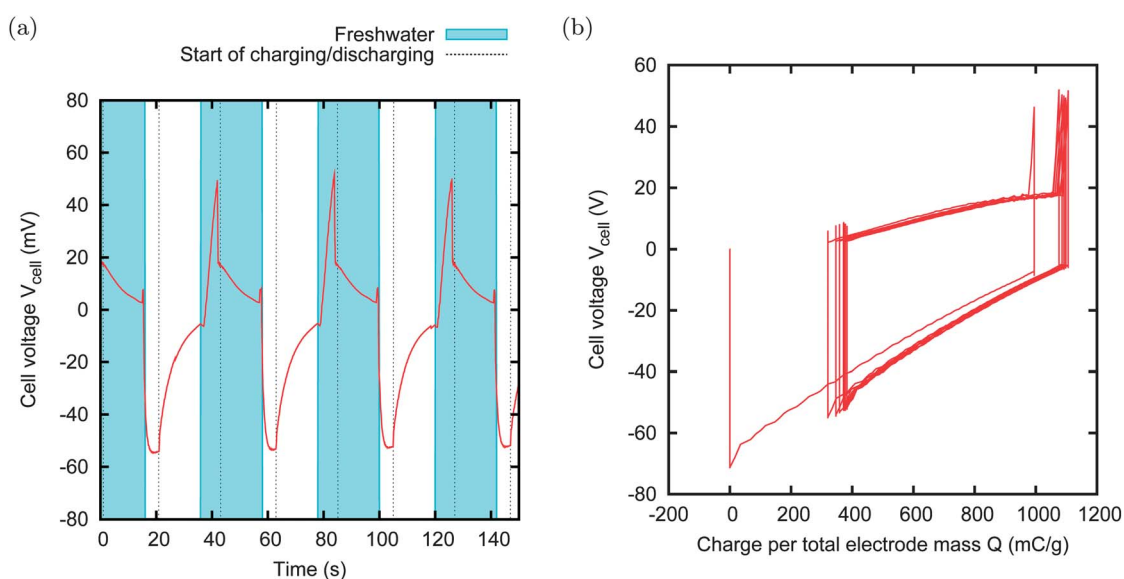 (a)
Freshwater
Start of charging/discharging
80
60
40
20
0
-20
-40
-60
-80
Cell voltage Vcell (mV)
0 20 40 60 80 100 120 140
Time (s)
(b)
60
40
20
0
-20
-40
-60
-80
Cell voltage Vcell (V)
-200 0 200 400 600 800 1000 1200
Charge per total electrode mass Q (mC/g)